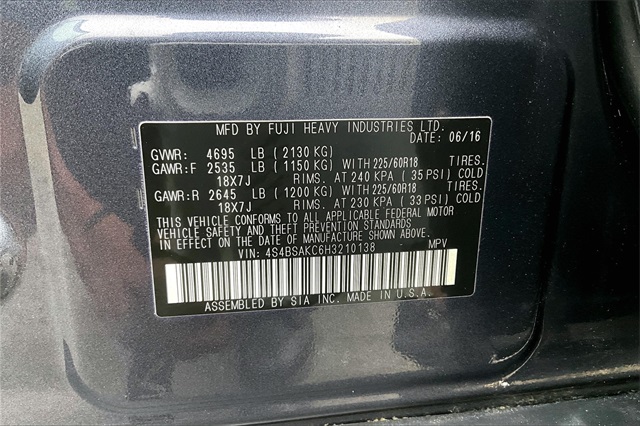 MFD BY FUJI HEAVY INDUSTRIES LTD.
DATE: 06/16
GVWR: 4695 LB (2130 KG)
GAWR:F 2535 LB (1150 KG) WITH 225/60R18 TIRES.
18X7J RIMS. AT 240 KPA (35 PSI) COLD
GAWR:R 2645 LB (1200 KG) WITH 225/60R18 TIRES.
18X7J RIMS. AT 230 KPA (33 PSI) COLD
THIS VEHICLE CONFORMS TO ALL APPLICABLE FEDERAL MOTOR
VEHICLE SAFETY AND THEFT PREVENTION STANDARDS
IN EFFECT ON THE DATE OF MANUFACTURE SHOWN ABOVE.
VIN: 4S4BSAKC6H3210138 MPV
ASSEMBLED BY SIA INC. MADE IN U.S.A.